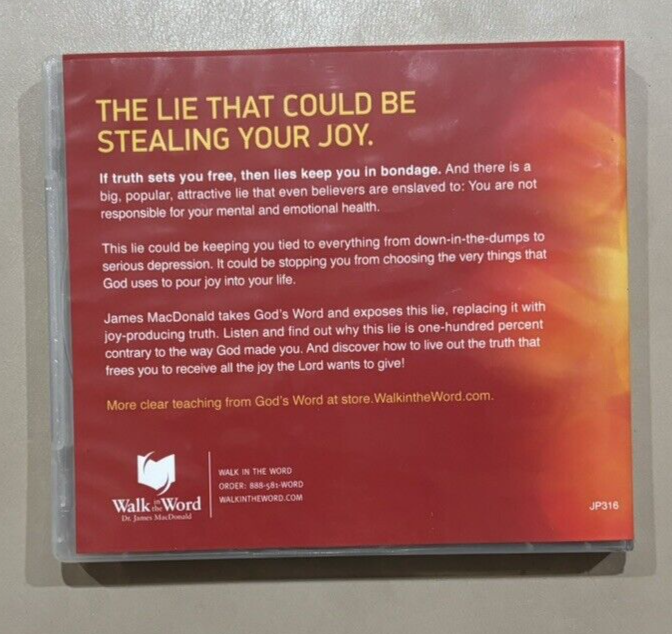 THE LIE THAT COULD BE
STEALING YOUR JOY.
If truth sets you free, then lies keep you in bondage. And there is a
big, popular, attractive lie that even believers are enslaved to: You are not
responsible for your mental and emotional health.
This lie could be keeping you tied to everything from down-in-the-dumps to
serious depression. It could be stopping you from choosing the very things that
God uses to pour joy into your life.
James MacDonald takes God's Word and exposes this lie, replacing it with
joy-producing truth. Listen and find out why this lie is one-hundred percent
contrary to the way God made you. And discover how to live out the truth that
frees you to receive all the joy the Lord wants to give!
More clear teaching from God's Word at store.WalkintheWord.com.
Walk in the Word
Dr. James MacDonald
WALK IN THE WORD
ORDER: 888-581-WORD
WALKINTHEWORD.COM
JP316